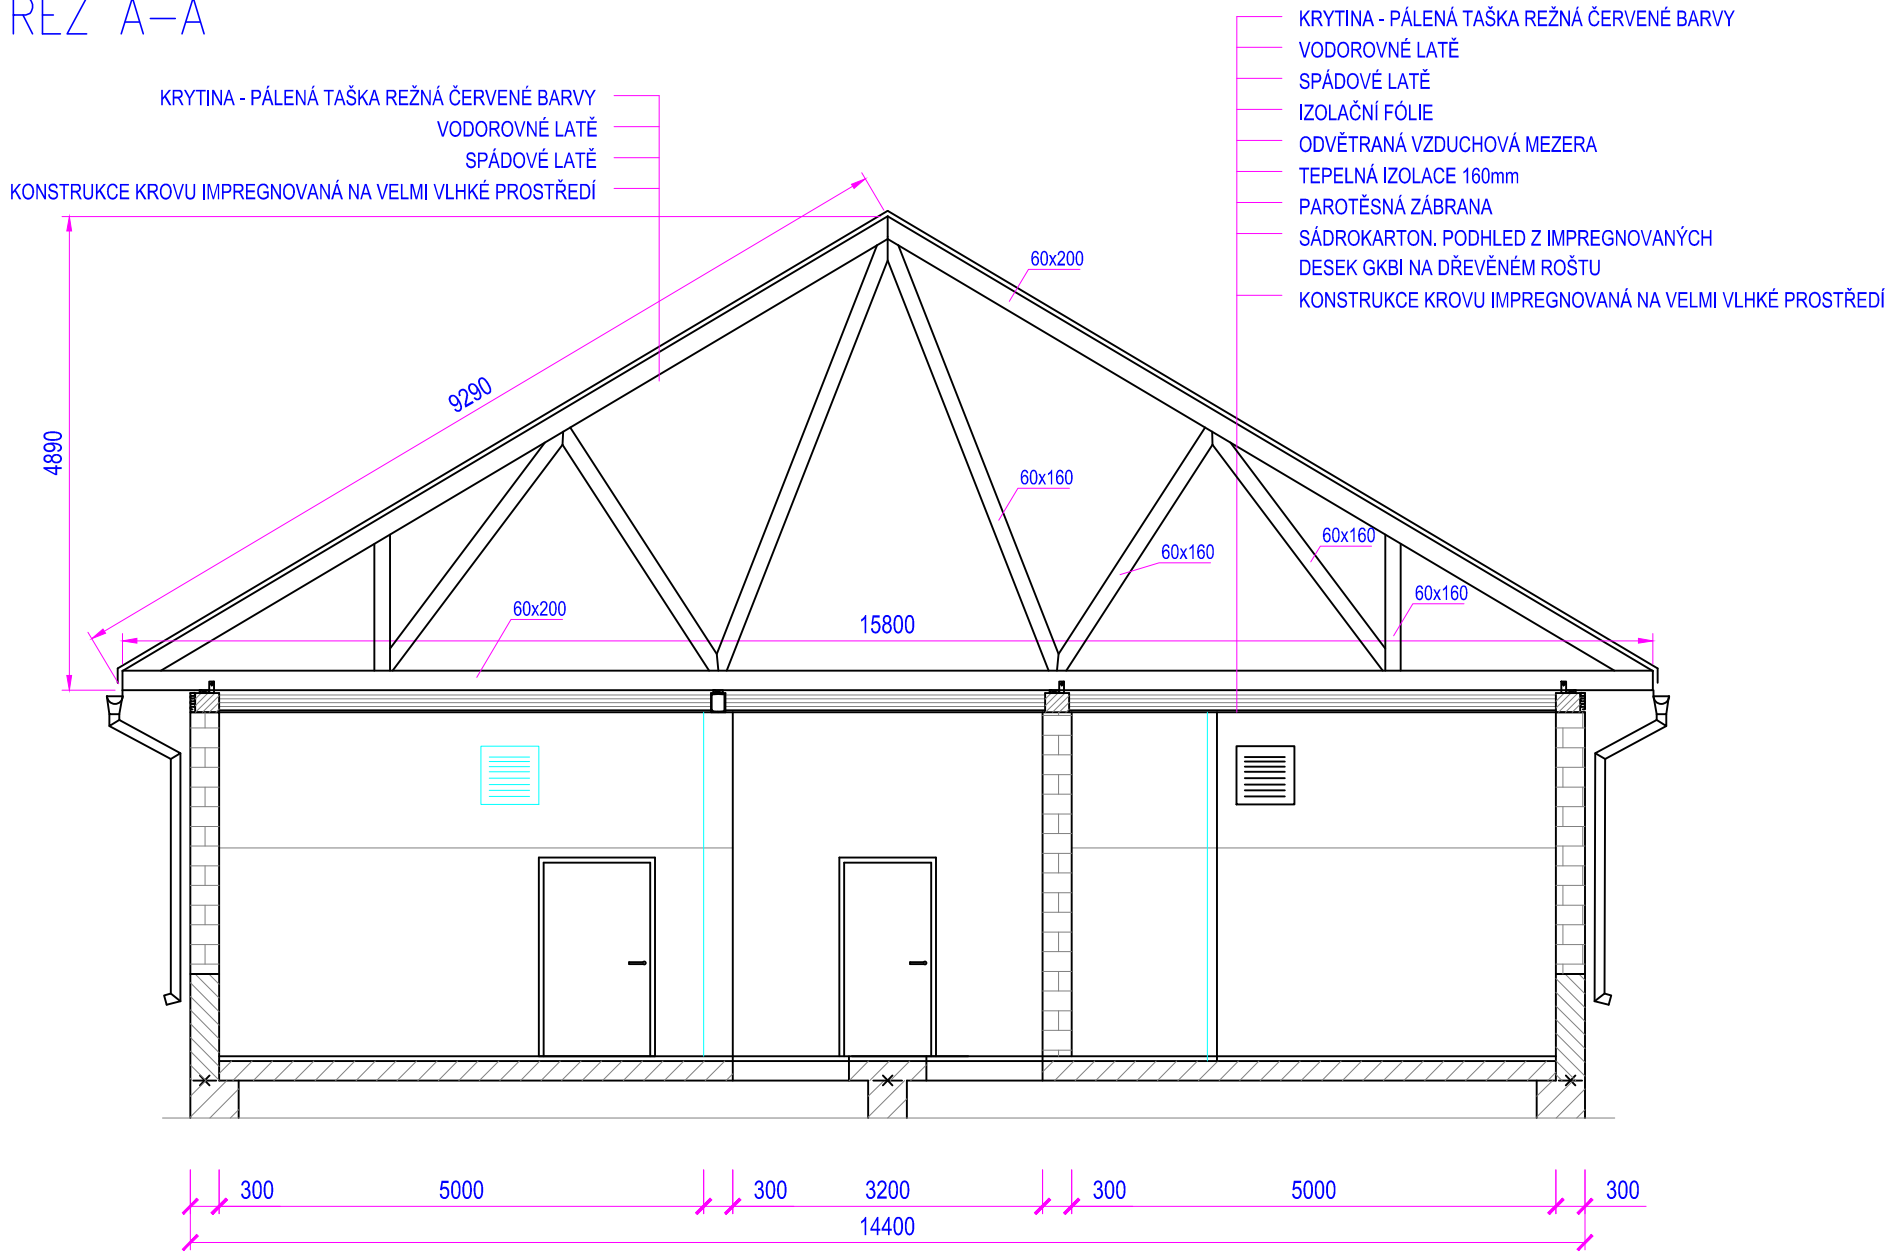 ŘEZ A-A
KRYTINA - PÁLENÁ TAŠKA REŽNÁ ČERVENÉ BARVY
VODOROVNÉ LATĚ
SPÁDOVÉ LATĚ
KONSTRUKCE KROVU IMPREGNOVANÁ NA VELMI VLHKÉ PROSTŘEDÍ
KRYTINA - PÁLENÁ TAŠKA REŽNÁ ČERVENÉ BARVY
VODOROVNÉ LATĚ
SPÁDOVÉ LATĚ
IZOLAČNÍ FÓLIE
ODVĚTRANÁ VZDUCHOVÁ MEZERA
TEPELNÁ IZOLACE 160mm
PAROTĚSNÁ ZÁBRANA
SÁDROKARTON. PODHLED Z IMPREGNOVANÝCH
DESEK GKBI NA DŘEVĚNÉM ROŠTU
KONSTRUKCE KROVU IMPREGNOVANÁ NA VELMI VLHKÉ PROSTŘEDÍ
60x200
9290
4890
60x160
60x160
60x160
60x160
60x200
15800
300 5000 300 3200 300 5000 300
14400